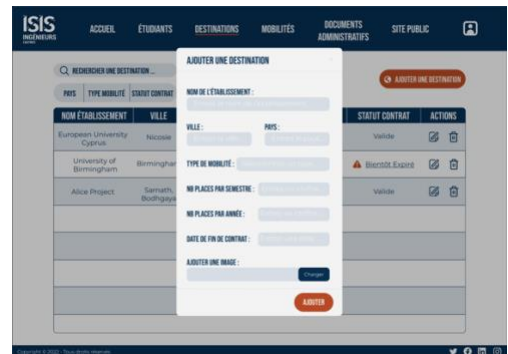 ISIS
INGÉNIEURS
ACCUEIL
ÉTUDIANTS
DESTINATIONS
MOBILITÉS
DOCUMENTS
ADMINISTRATIFS
SITE PUBLIC
RECHERCHER UNE DESTINATION ...
AJOUTER UNE DESTINATION
PAYS
TYPE MOBILITÉ
STATUT CONTRAT
NOM ÉTABLISSEMENT
VILLE
STATUT CONTRAT
ACTIONS
European University
Cyprus
Nicosie
Valide
University of
Birmingham
Birmingham
Bientôt Expiré
Alice Project
Sarnath,
Bodhgaya
Valide
AJOUTER UNE DESTINATION
NOM DE L'ÉTABLISSEMENT :
VILLE :
PAYS :
TYPE DE MOBILITÉ :
NB PLACES PAR SEMESTRE :
NB PLACES PAR ANNÉE :
DATE DE FIN DE CONTRAT :
AJOUTER UNE IMAGE :
Charger
AJOUTER